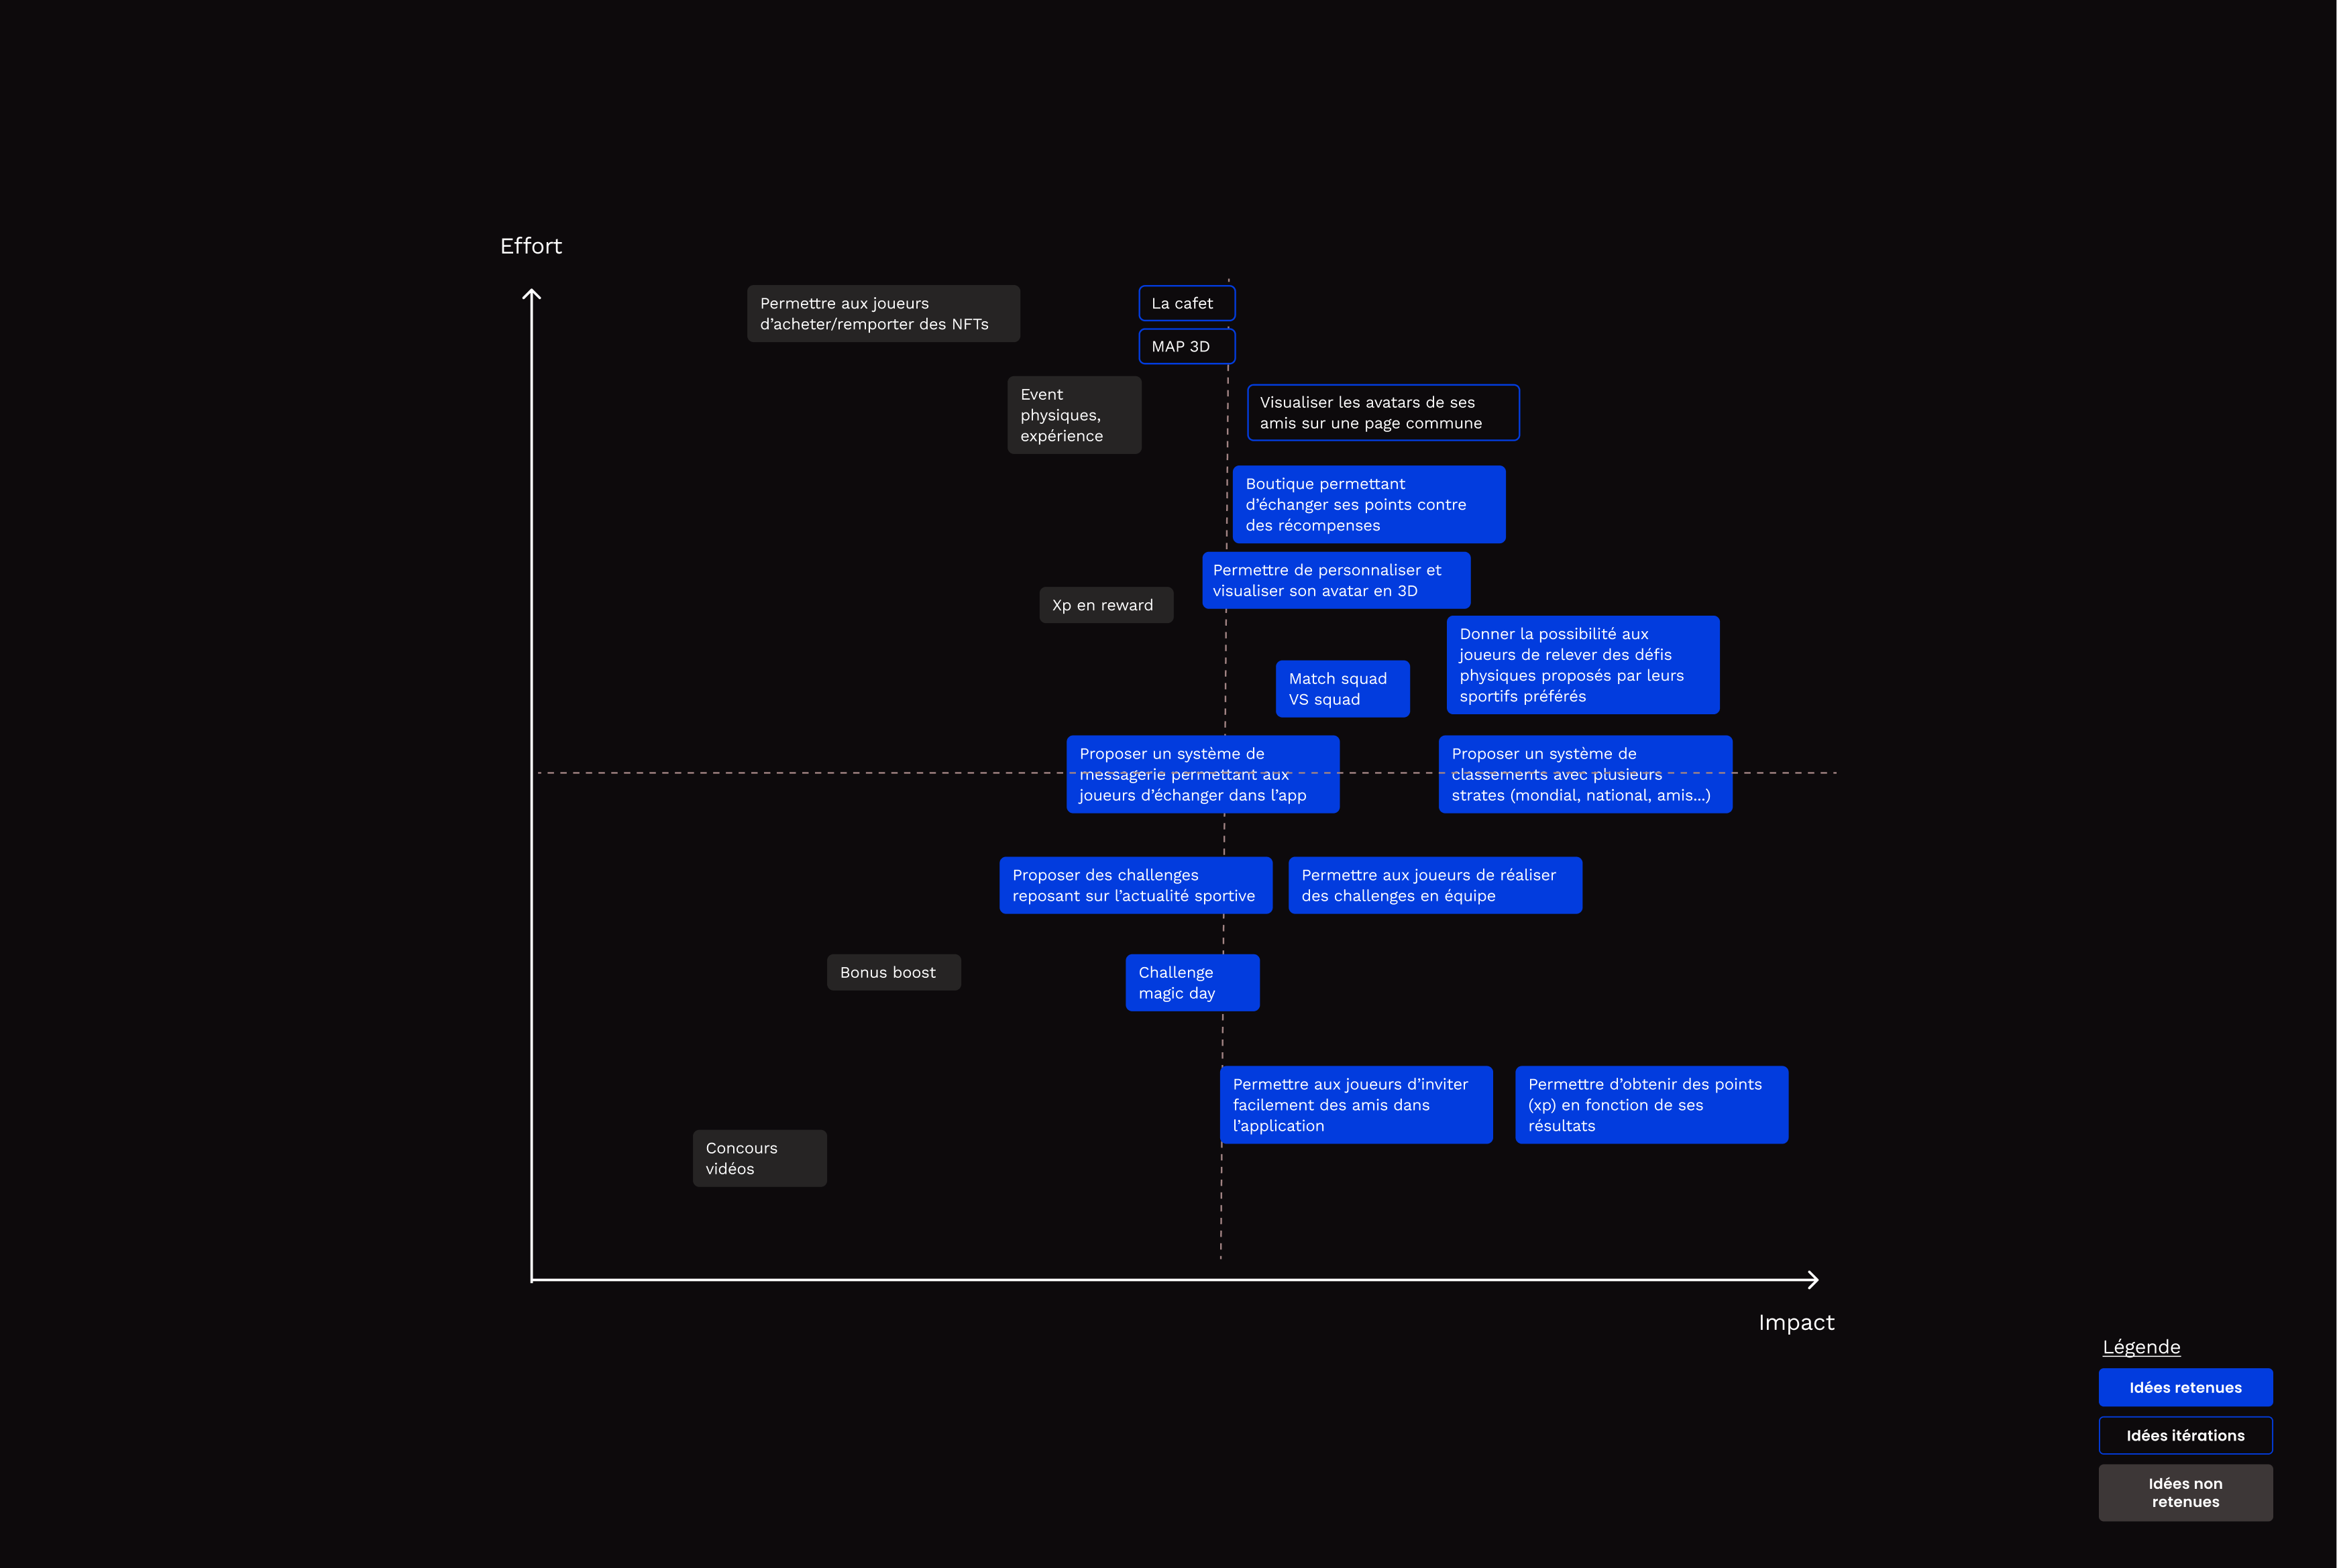 Effort
Permettre aux joueurs
d’acheter/remporter des NFTs
La cafet
MAP 3D
Event
physiques,
expérience
Visualiser les avatars de ses
amis sur une page commune
Boutique permettant
d’échanger ses points contre
des récompenses
Permettre de personnaliser et
visualiser son avatar en 3D
Xp en reward
Donner la possibilité aux
joueurs de relever des défis
physiques proposés par leurs
sportifs préférés
Match squad
VS squad
Proposer un système de
messagerie permettant aux
joueurs d’échanger dans l’app
Proposer un système de
classements avec plusieurs
strates (mondial, national, amis...)
Proposer des challenges
reposant sur l’actualité sportive
Permettre aux joueurs de réaliser
des challenges en équipe
Bonus boost
Challenge
magic day
Permettre aux joueurs d’inviter
facilement des amis dans
l’application
Permettre d’obtenir des points
(xp) en fonction de ses
résultats
Concours
vidéos
Impact
Légende
Idées retenues
Idées itérations
Idées non
retenues